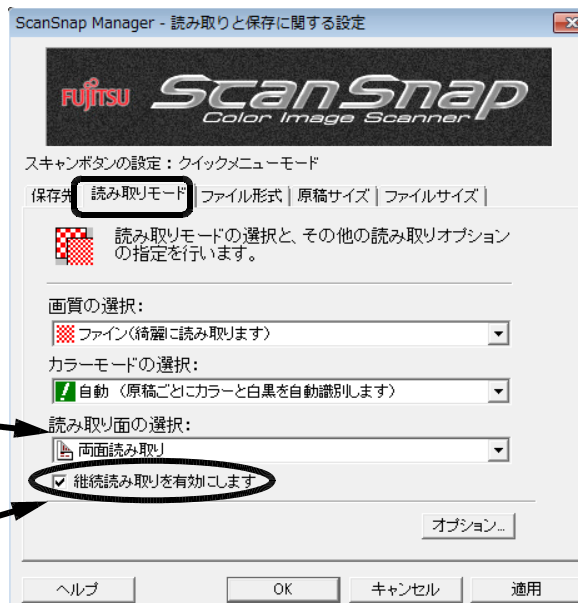 ScanSnap Manager - 読み取りと保存に関する設定
FUJITSU ScanSnap
Color Image Scanner
スキャンボタンの設定：クイックメニューモード
保存先 読み取りモード ファイル形式 原稿サイズ ファイルサイズ
読み取りモードの選択と、その他の読み取りオプション
の指定を行います。
画質の選択:
ファイン(綺麗に読み取ります)
カラーモードの選択:
自動 (原稿ごとにカラーと白黒を自動識別します)
読み取り面の選択:
両面読み取り
継続読み取りを有効にします
オプション...
ヘルプ OK キャンセル 適用